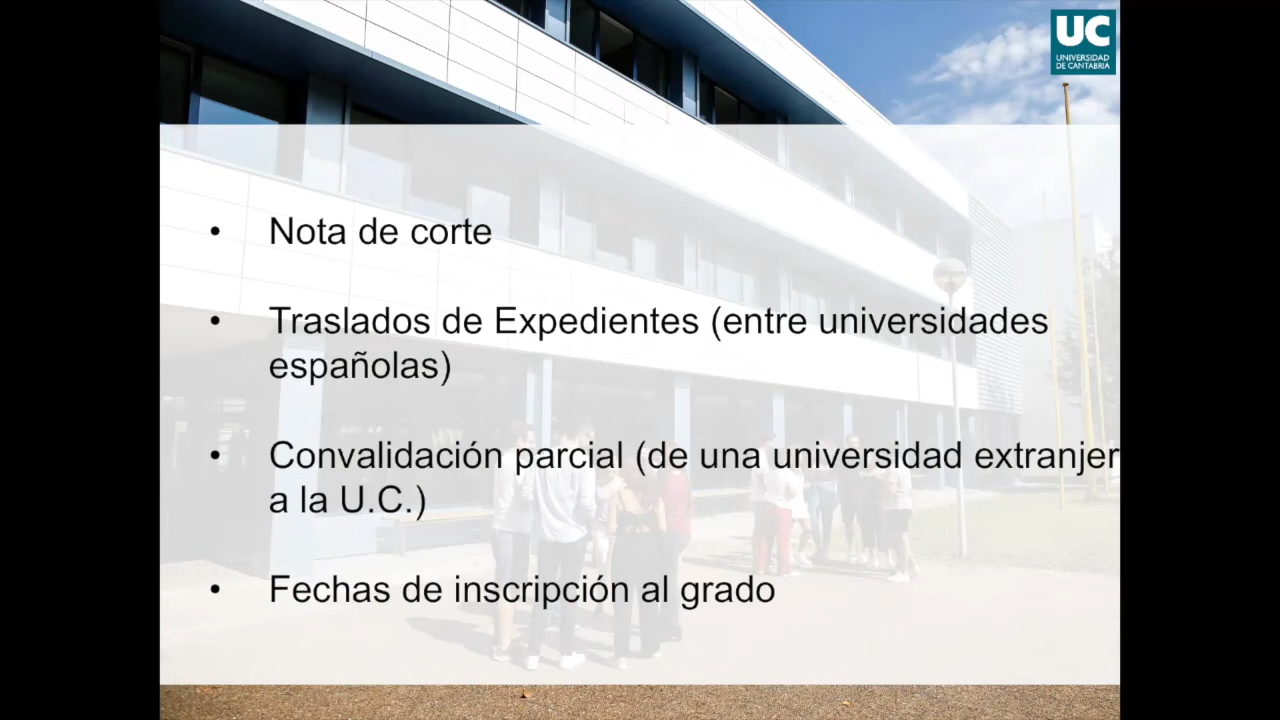 UC
UNIVERSIDAD
DE CANTABRIA
• Nota de corte
• Traslados de Expedientes (entre universidades
españolas)
• Convalidación parcial (de una universidad extranjer
a la U.C.)
• Fechas de inscripción al grado